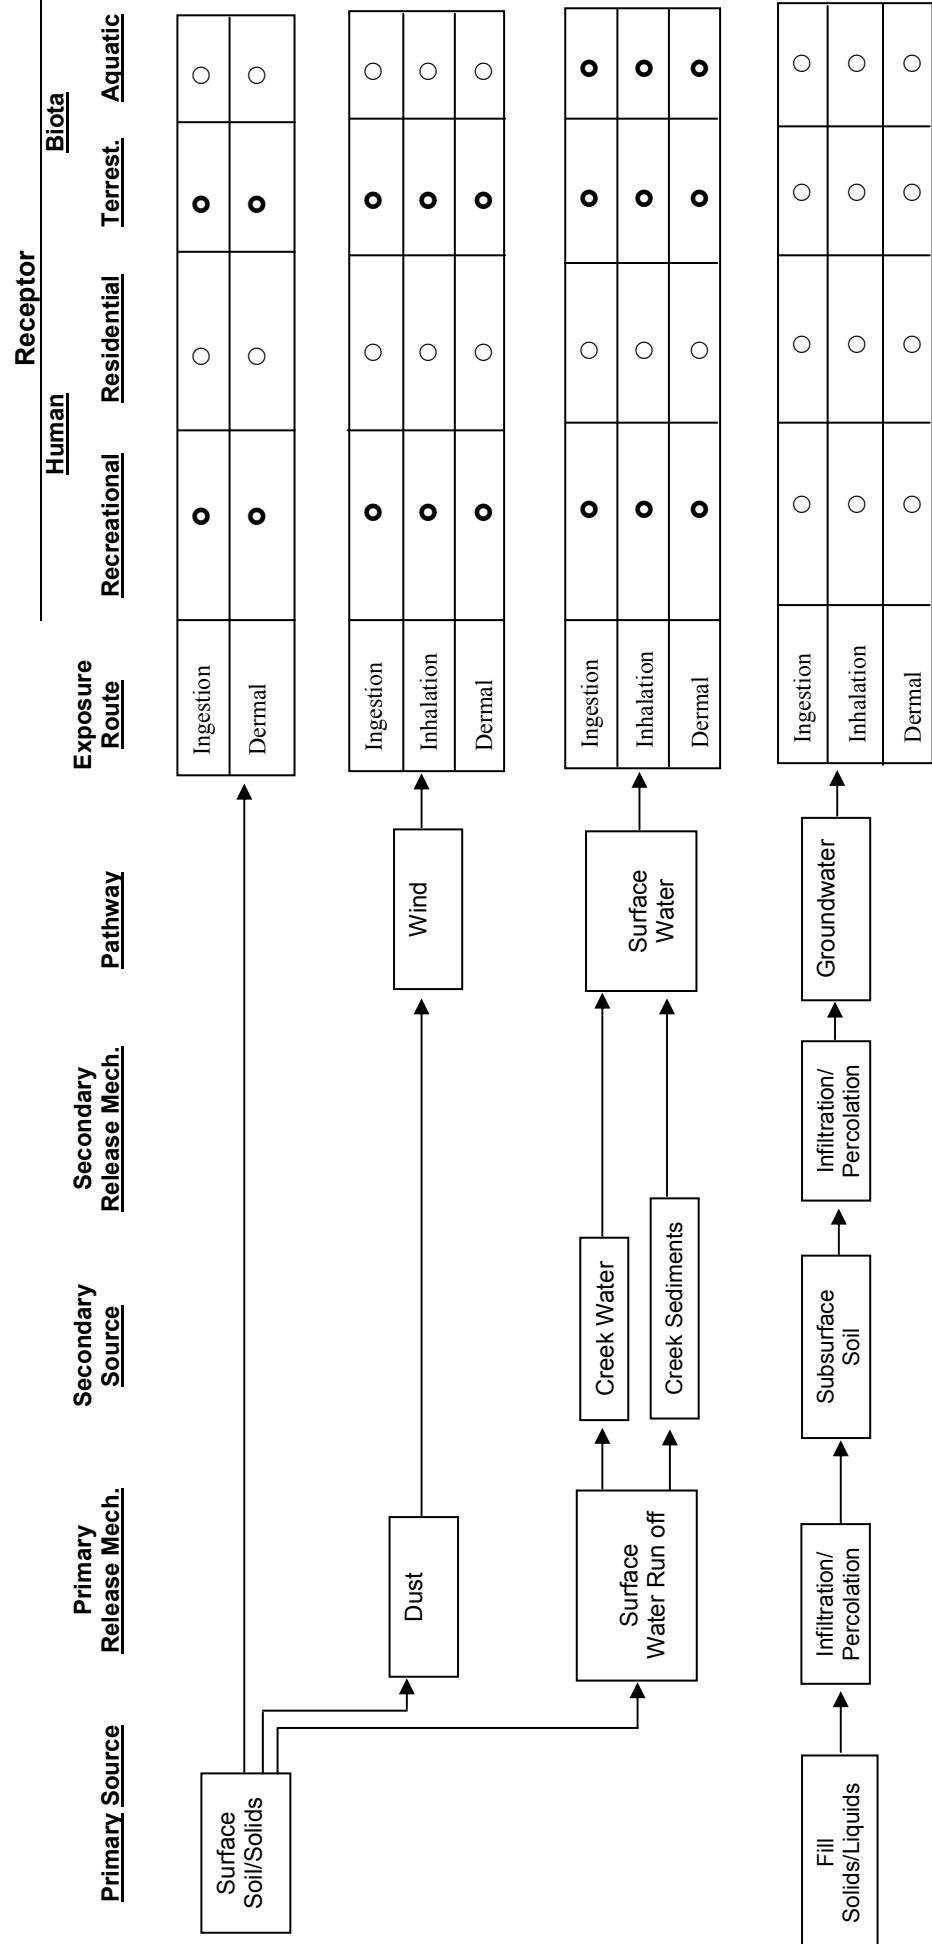 Receptor
Human
Biota
Primary Source
Primary
Release Mech.
Secondary
Source
Secondary
Release Mech.
Pathway
Exposure
Route
Recreational
Residential
Terrest.
Aquatic
Surface
Soil/Solids
Ingestion
Dermal
Dust
Wind
Ingestion
Inhalation
Dermal
Surface
Water Run off
Creek Water
Creek Sediments
Surface
Water
Ingestion
Inhalation
Dermal
Fill
Solids/Liquids
Infiltration/
Percolation
Subsurface
Soil
Infiltration/
Percolation
Groundwater
Ingestion
Inhalation
Dermal